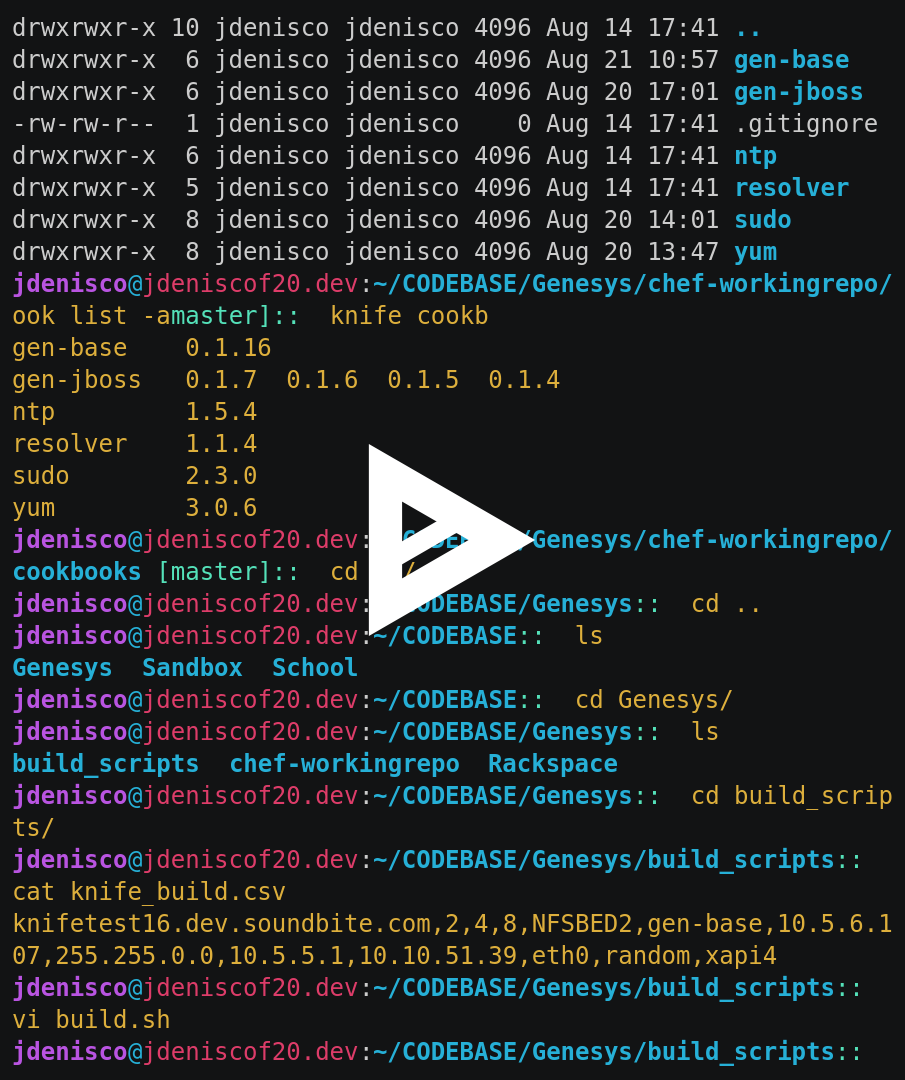 drwxrwxr-x 10 jdenisco jdenisco 4096 Aug 14 17:41 ..
drwxrwxr-x  6 jdenisco jdenisco 4096 Aug 21 10:57 gen-base
drwxrwxr-x  6 jdenisco jdenisco 4096 Aug 20 17:01 gen-jboss
-rw-rw-r--  1 jdenisco jdenisco    0 Aug 14 17:41 .gitignore
drwxrwxr-x  6 jdenisco jdenisco 4096 Aug 14 17:41 ntp
drwxrwxr-x  5 jdenisco jdenisco 4096 Aug 14 17:41 resolver
drwxrwxr-x  8 jdenisco jdenisco 4096 Aug 20 14:01 sudo
drwxrwxr-x  8 jdenisco jdenisco 4096 Aug 20 13:47 yum
jdenisco@jdeniscof20.dev:~/CODEBASE/Genesys/chef-workingrepo/
ook list -amaster]::  knife cookb
gen-base    0.1.16
gen-jboss   0.1.7  0.1.6  0.1.5  0.1.4
ntp         1.5.4
resolver    1.1.4
sudo        2.3.0
yum         3.0.6
jdenisco@jdeniscof20.dev:~/CODEBASE/Genesys/chef-workingrepo/
cookbooks [master]::  cd
jdenisco@jdeniscof20.dev:~/CODEBASE/Genesys::  cd ..
jdenisco@jdeniscof20.dev:~/CODEBASE::  ls
Genesys  Sandbox  School
jdenisco@jdeniscof20.dev:~/CODEBASE::  cd Genesys/
jdenisco@jdeniscof20.dev:~/CODEBASE/Genesys::  ls
build_scripts  chef-workingrepo  Rackspace
jdenisco@jdeniscof20.dev:~/CODEBASE/Genesys::  cd build_scrip
ts/
jdenisco@jdeniscof20.dev:~/CODEBASE/Genesys/build_scripts::
cat knife_build.csv
knifetest16.dev.soundbite.com,2,4,8,NFSBED2,gen-base,10.5.6.1
07,255.255.0.0,10.5.5.1,10.10.51.39,eth0,random,xapi4
jdenisco@jdeniscof20.dev:~/CODEBASE/Genesys/build_scripts::
vi build.sh
jdenisco@jdeniscof20.dev:~/CODEBASE/Genesys/build_scripts::